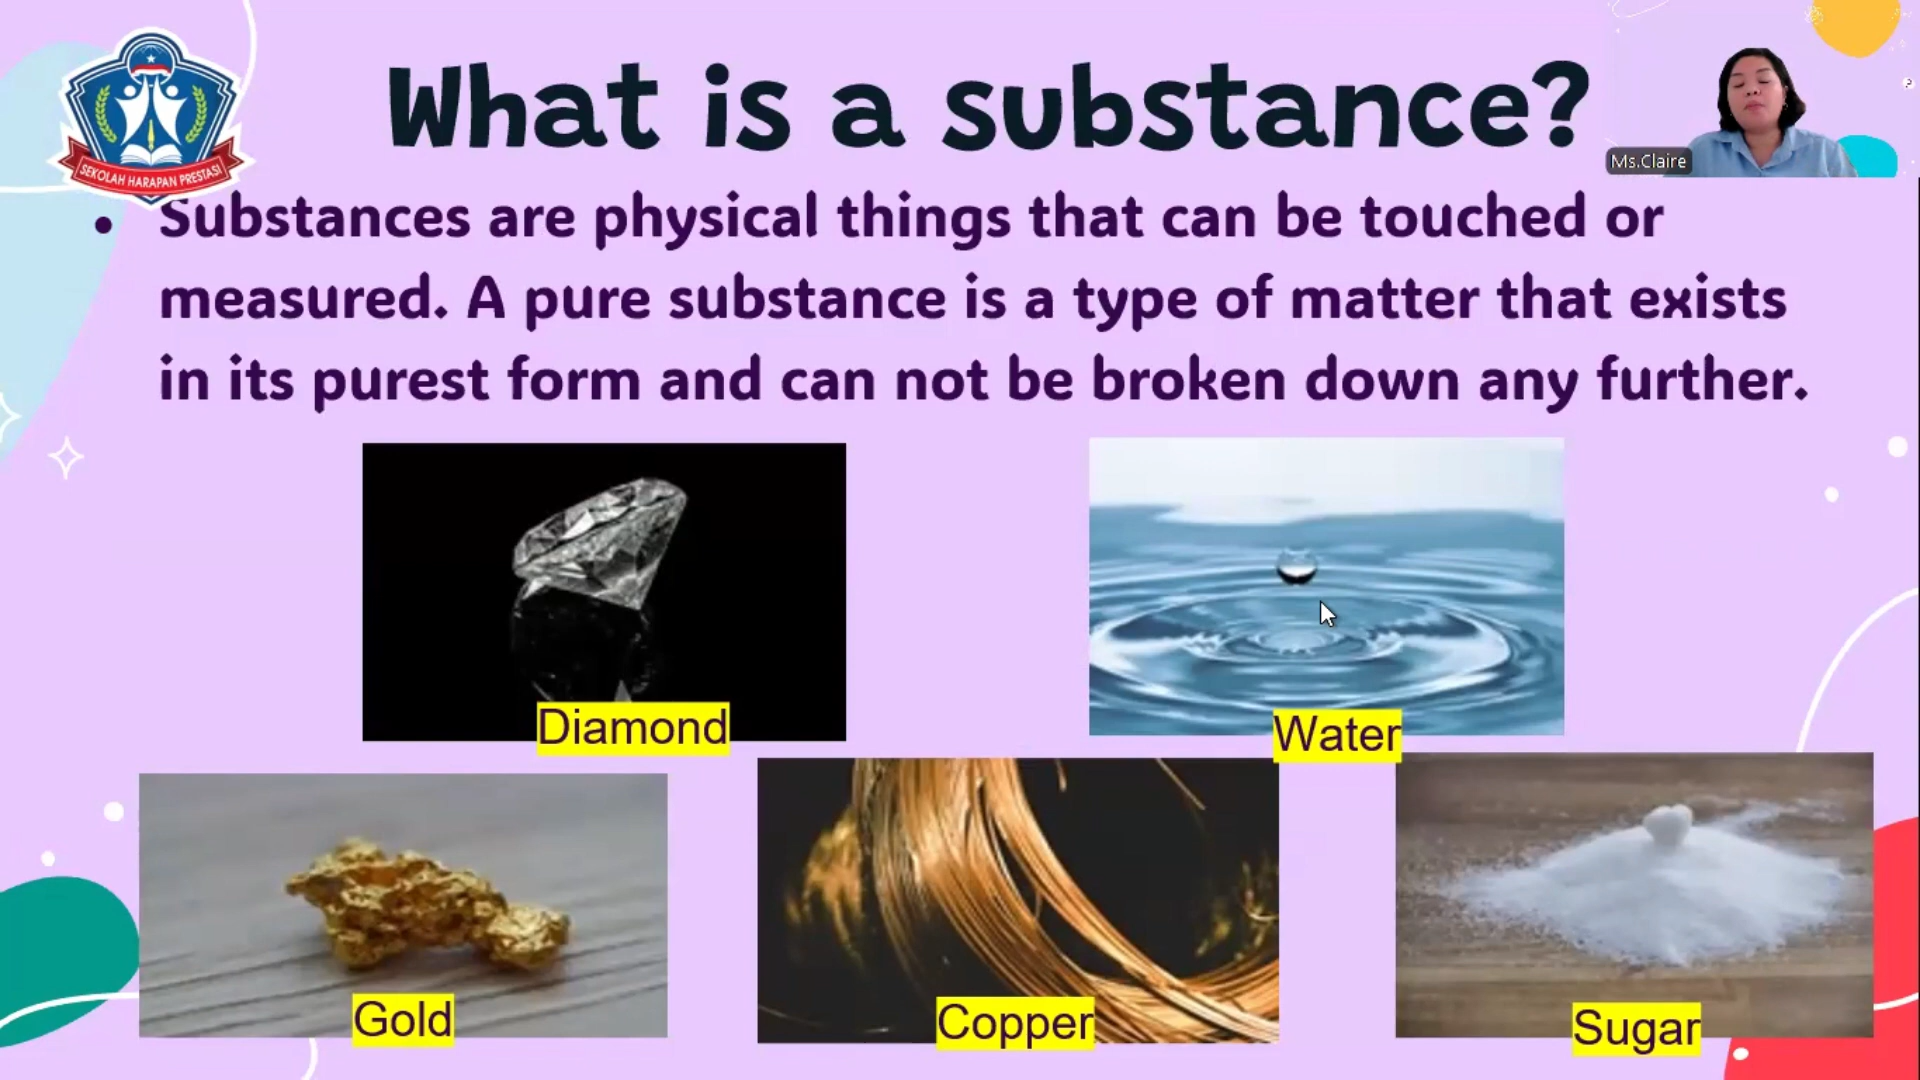 What is a substance?
SEKOLAH HARAPAN PRESTASI
Ms.Claire
• Substances are physical things that can be touched or
measured. A pure substance is a type of matter that exists
in its purest form and can not be broken down any further.
Diamond
Water
Gold
Copper
Sugar